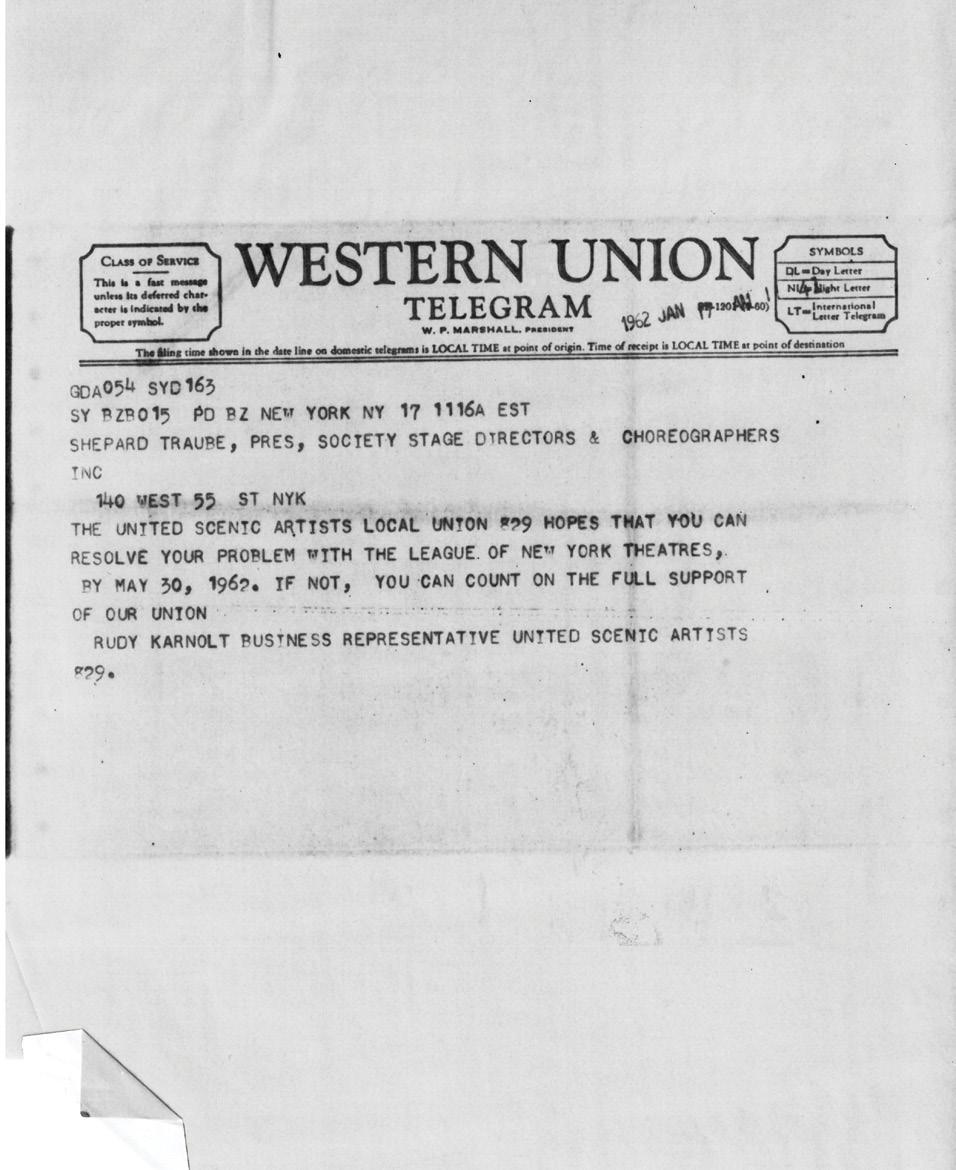 CLASS OF SERVICE
This is a fast message
unless its deferred char-
acter is indicated by the
proper symbol.
WESTERN UNION
TELEGRAM
W. P. MARSHALL, PRESIDENT
1962 JAN 17
SYMBOLS
DL=Day Letter
NL=Night Letter
LT=International
Letter Telegram
The filing time shown in the date line on domestic telegrams is LOCAL TIME at point of origin. Time of receipt is LOCAL TIME at point of destination
GDA054 SYD163
SY BZB015 PD BZ NEW YORK NY 17 1116A EST
SHEPARD TRAUBE, PRES, SOCIETY STAGE DIRECTORS & CHOREOGRAPHERS
INC
140 WEST 55 ST NYK
THE UNITED SCENIC ARTISTS LOCAL UNION 829 HOPES THAT YOU CAN
RESOLVE YOUR PROBLEM WITH THE LEAGUE OF NEW YORK THEATRES,
BY MAY 30, 1962. IF NOT, YOU CAN COUNT ON THE FULL SUPPORT
OF OUR UNION
RUDY KARNOLT BUSINESS REPRESENTATIVE UNITED SCENIC ARTISTS
829.